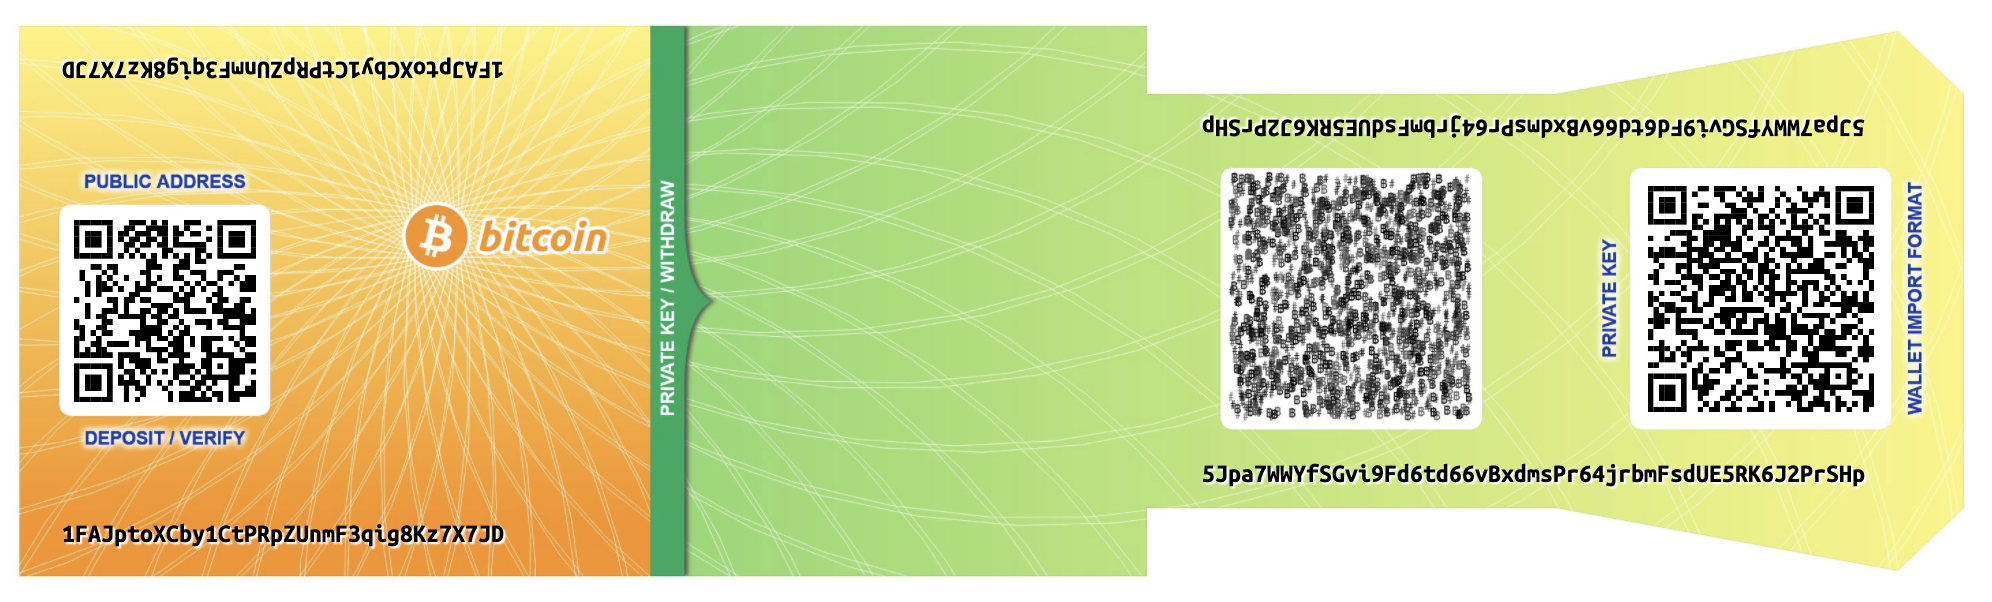 1FAJptoXCby1CtPRpZUnmF3qig8Kz7X7JD
PUBLIC ADDRESS
bitcoin
DEPOSIT / VERIFY
1FAJptoXCby1CtPRpZUnmF3qig8Kz7X7JD
PRIVATE KEY / WITHDRAW
5Jpa7WWYfSGvi9Fd6td66vBxdmsPr64jrbmFsdUE5RK6J2PrSHp
PRIVATE KEY
WALLET IMPORT FORMAT
5Jpa7WWYfSGvi9Fd6td66vBxdmsPr64jrbmFsdUE5RK6J2PrSHp